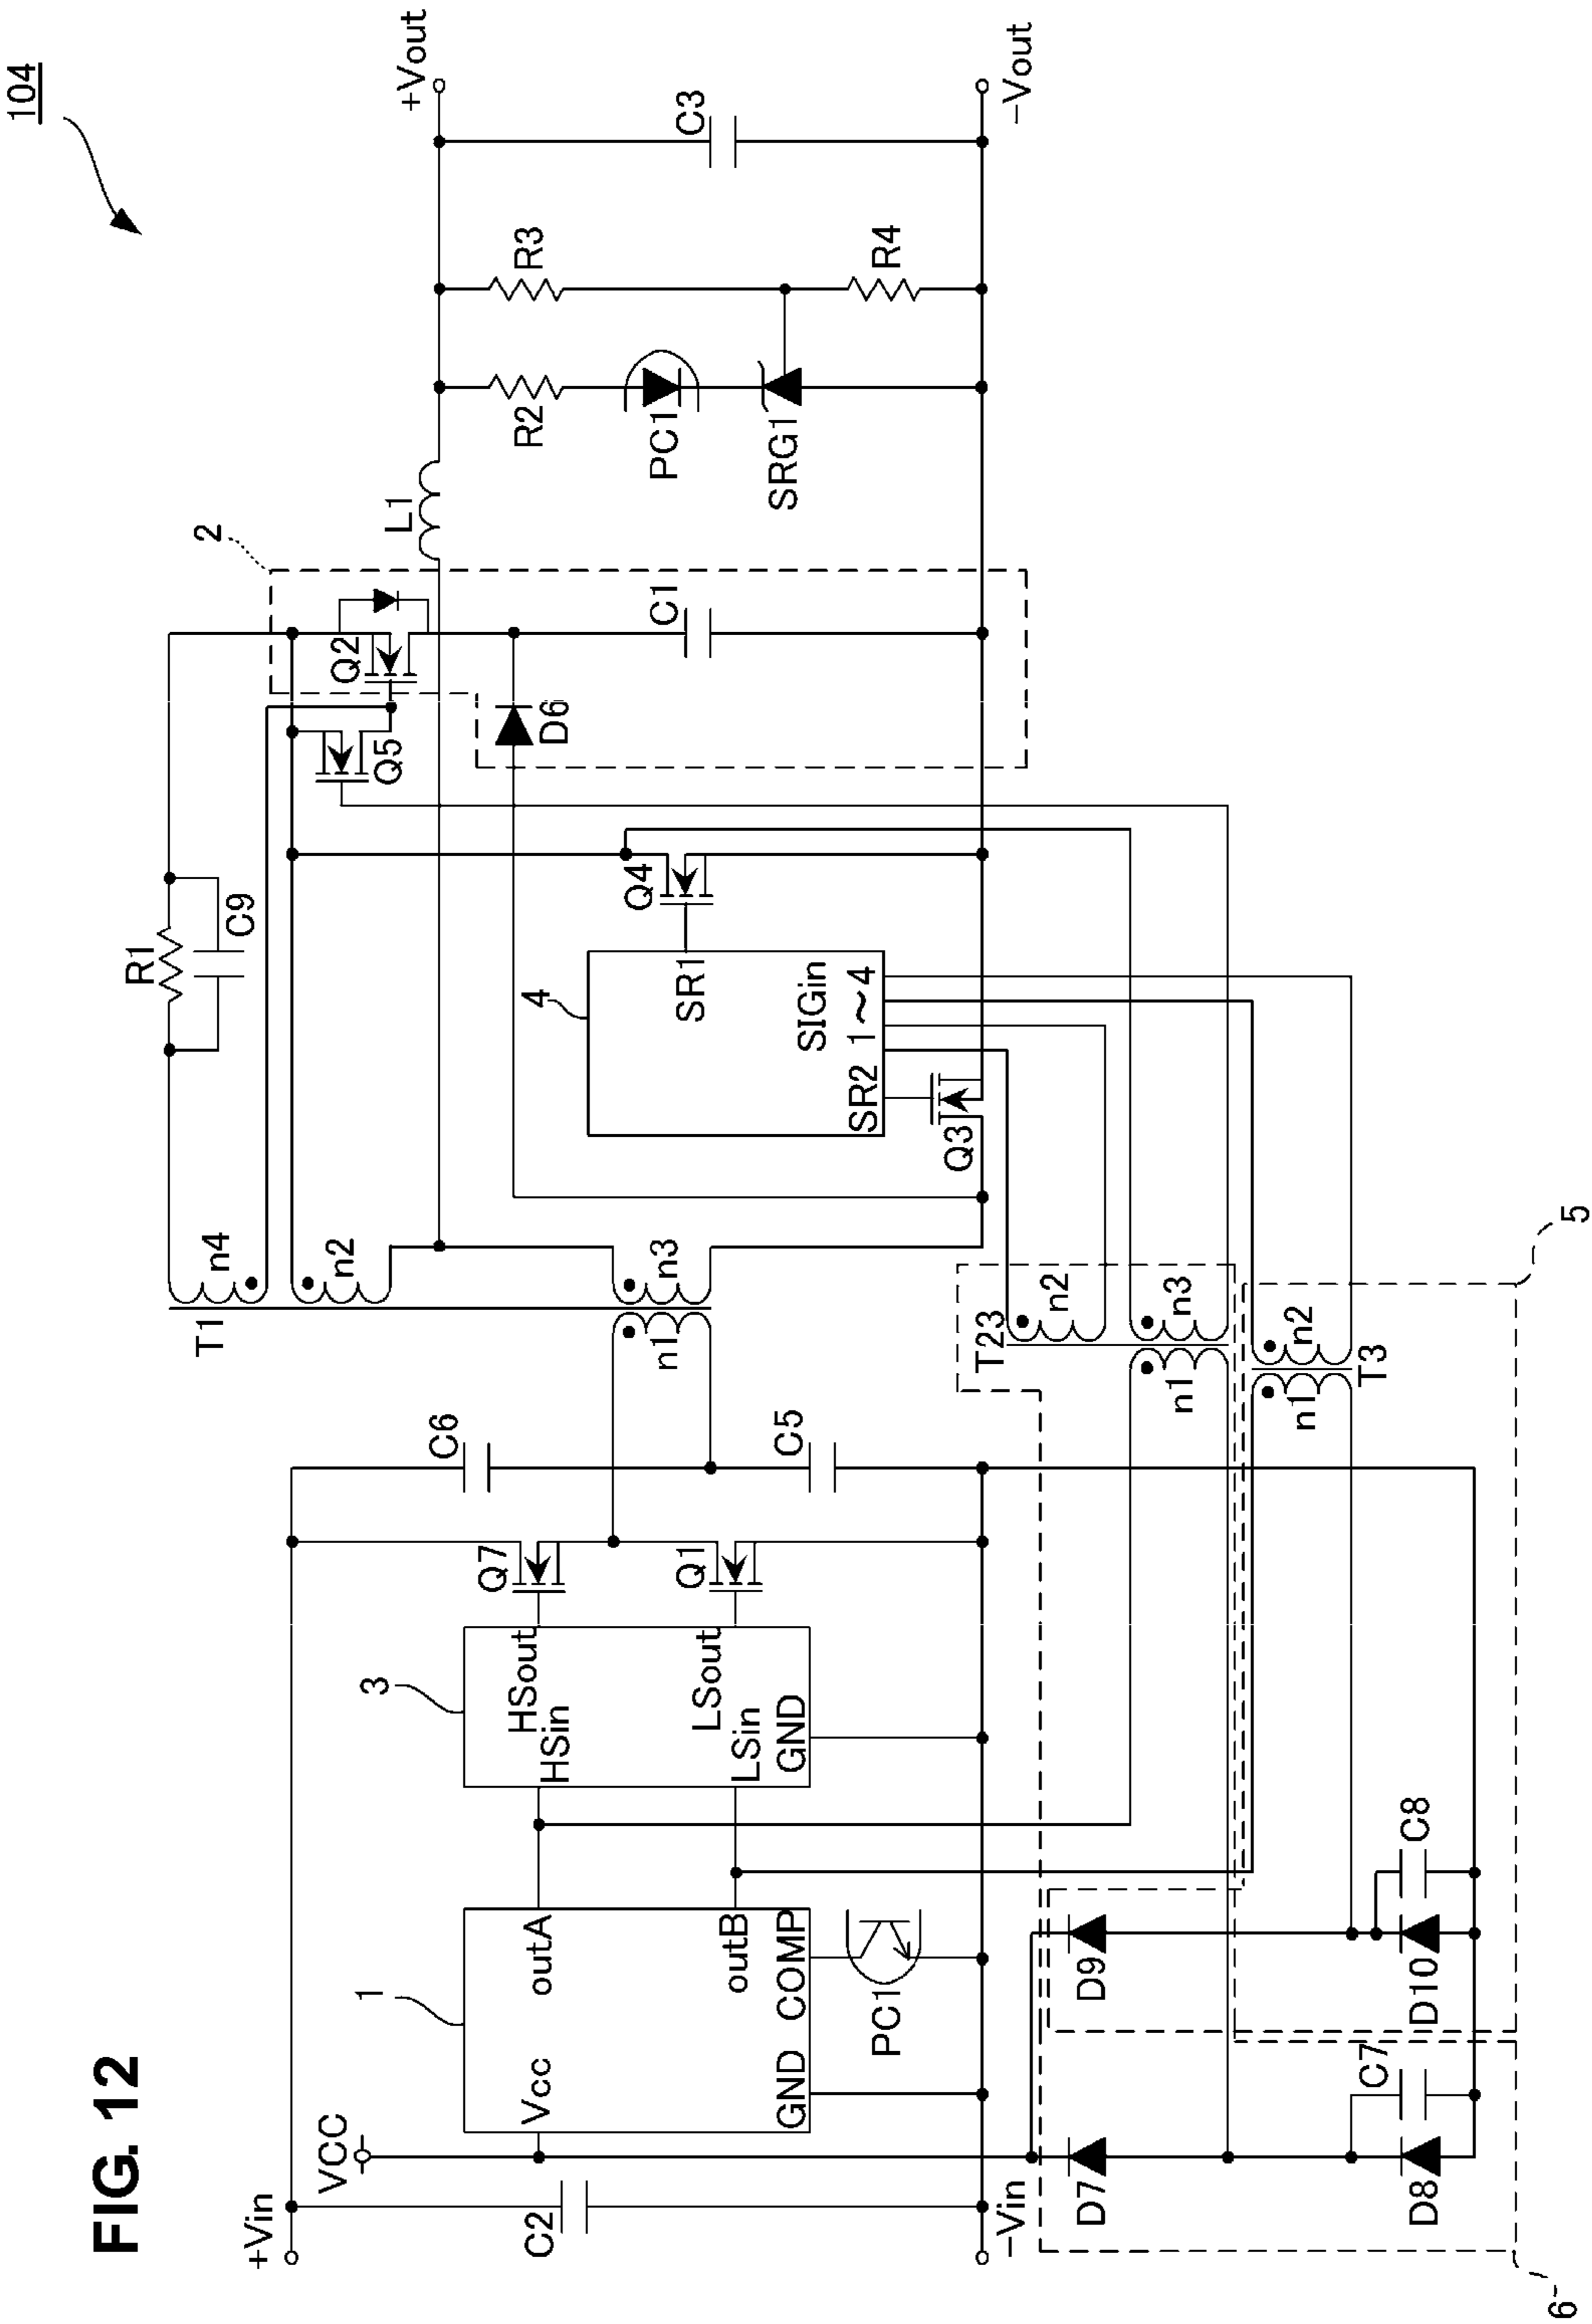 FIG. 12
104
+Vin
VCC
C2
-Vin
1
Vcc
outA
outB
GND
COMP
PC1
3
HSout
HSin
LSout
LSin
GND
Q7
Q1
C6
C5
T1
n4
n2
n3
n1
R1
C9
4
SR1
SIGin
1~4
SR2
Q3
Q4
Q5
Q2
2
D6
C1
L1
R2
PC1
SRG1
R3
R4
C3
+Vout
-Vout
T23
n2
n3
n1
n2
n1
T3
5
D9
D10
C8
D7
D8
C7
6